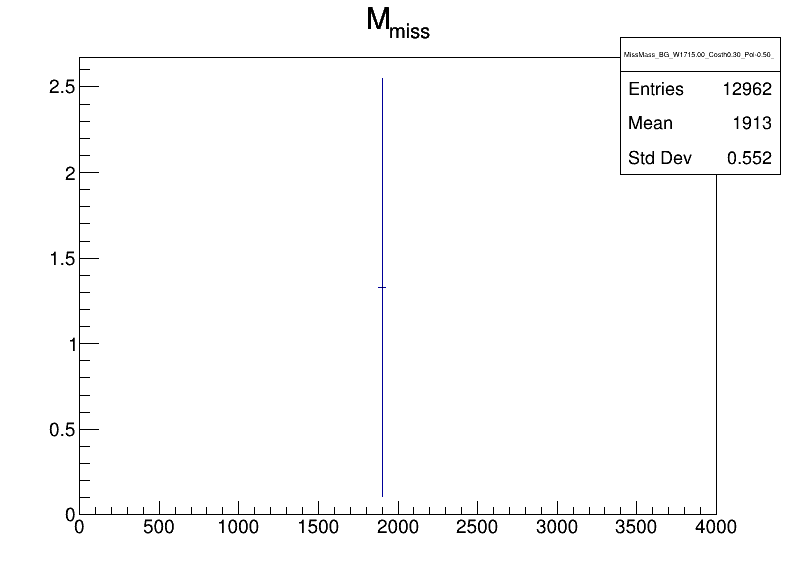 M_miss
MissMass_BG_W1715.00_Costh0.30_Pol-0.50_
Entries 12962
Mean 1913
Std Dev 0.552
2.5
2
1.5
1
0.5
0
0 500 1000 1500 2000 2500 3000 3500 4000